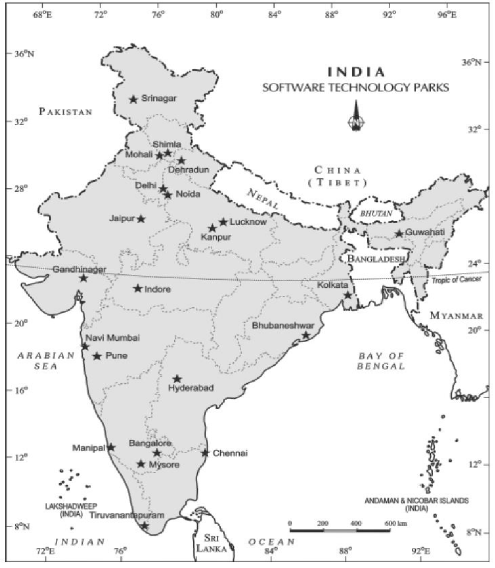 68°E 72° 76° 80° 84° 88° 92° 96°E
36°N
INDIA
SOFTWARE TECHNOLOGY PARKS
36°N
Srinagar
PAKISTAN
32°
32°
Shimla
Mohali
Dehradun
CHINA
(TIBET)
Delhi
Noida
28°
28°
NEPAL
BHUTAN
Jaipur
Lucknow
Kanpur
Guwahati
BANGLADESH
Gandhinagar
24°
Indore
Kolkata
Tropic of Cancer
MYANMAR
20°
20°
Bhubaneshwar
Navi Mumbai
Pune
ARABIAN
SEA
BAY OF
BENGAL
Hyderabad
16°
16°
Manipal
Bangalore
Chennai
Mysore
12°
12°
LAKSHADWEEP
(INDIA)
ANDAMAN & NICOBAR ISLANDS
(INDIA)
Tiruvanantapuram
0 200 400 600 km
8°N
8°N
SRI
LANKA
INDIAN OCEAN
72°E 76° 84° 88° 92°E